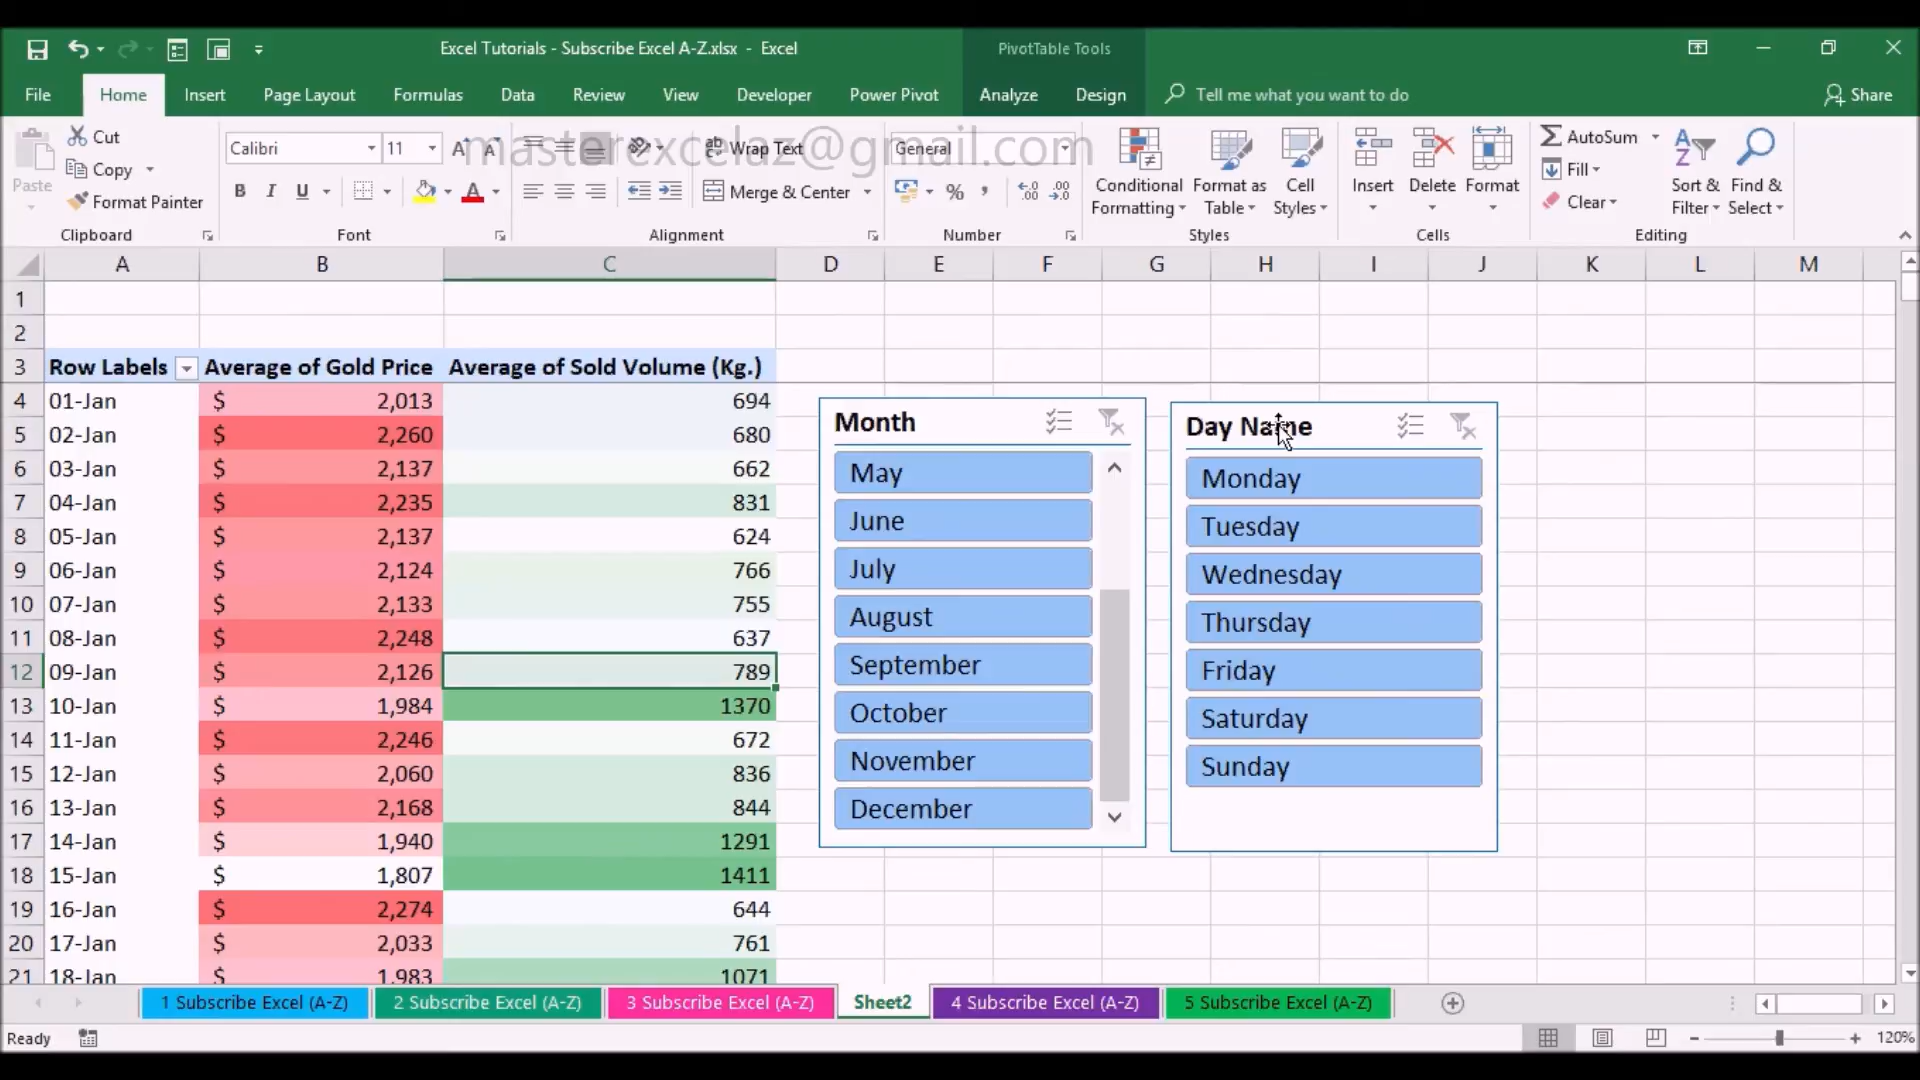 Excel Tutorials - Subscribe Excel A-Z.xlsx - Excel
PivotTable Tools
File Home Insert Page Layout Formulas Data Review View Developer Power Pivot Analyze Design Tell me what you want to do Share
Paste
Cut
Copy
Format Painter
Clipboard
Calibri 11
B I U
Font
Wrap Text
Merge & Center
Alignment
General
% ,
Number
Conditional Formatting
Format as Table
Cell Styles
Styles
Insert Delete Format
Cells
AutoSum
Fill
Clear
Sort & Filter
Find & Select
Editing
masterexcelaz@gmail.com
A B C D E F G H I J K L M
1
2
3 Row Labels Average of Gold Price Average of Sold Volume (Kg.)
4 01-Jan $ 2,013 694
5 02-Jan $ 2,260 680
6 03-Jan $ 2,137 662
7 04-Jan $ 2,235 831
8 05-Jan $ 2,137 624
9 06-Jan $ 2,124 766
10 07-Jan $ 2,133 755
11 08-Jan $ 2,248 637
12 09-Jan $ 2,126 789
13 10-Jan $ 1,984 1370
14 11-Jan $ 2,246 672
15 12-Jan $ 2,060 836
16 13-Jan $ 2,168 844
17 14-Jan $ 1,940 1291
18 15-Jan $ 1,807 1411
19 16-Jan $ 2,274 644
20 17-Jan $ 2,033 761
21 18-Jan $ 1,983 1071
Month
May
June
July
August
September
October
November
December
Day Name
Monday
Tuesday
Wednesday
Thursday
Friday
Saturday
Sunday
1 Subscribe Excel (A-Z) 2 Subscribe Excel (A-Z) 3 Subscribe Excel (A-Z) Sheet2 4 Subscribe Excel (A-Z) 5 Subscribe Excel (A-Z)
Ready
120%